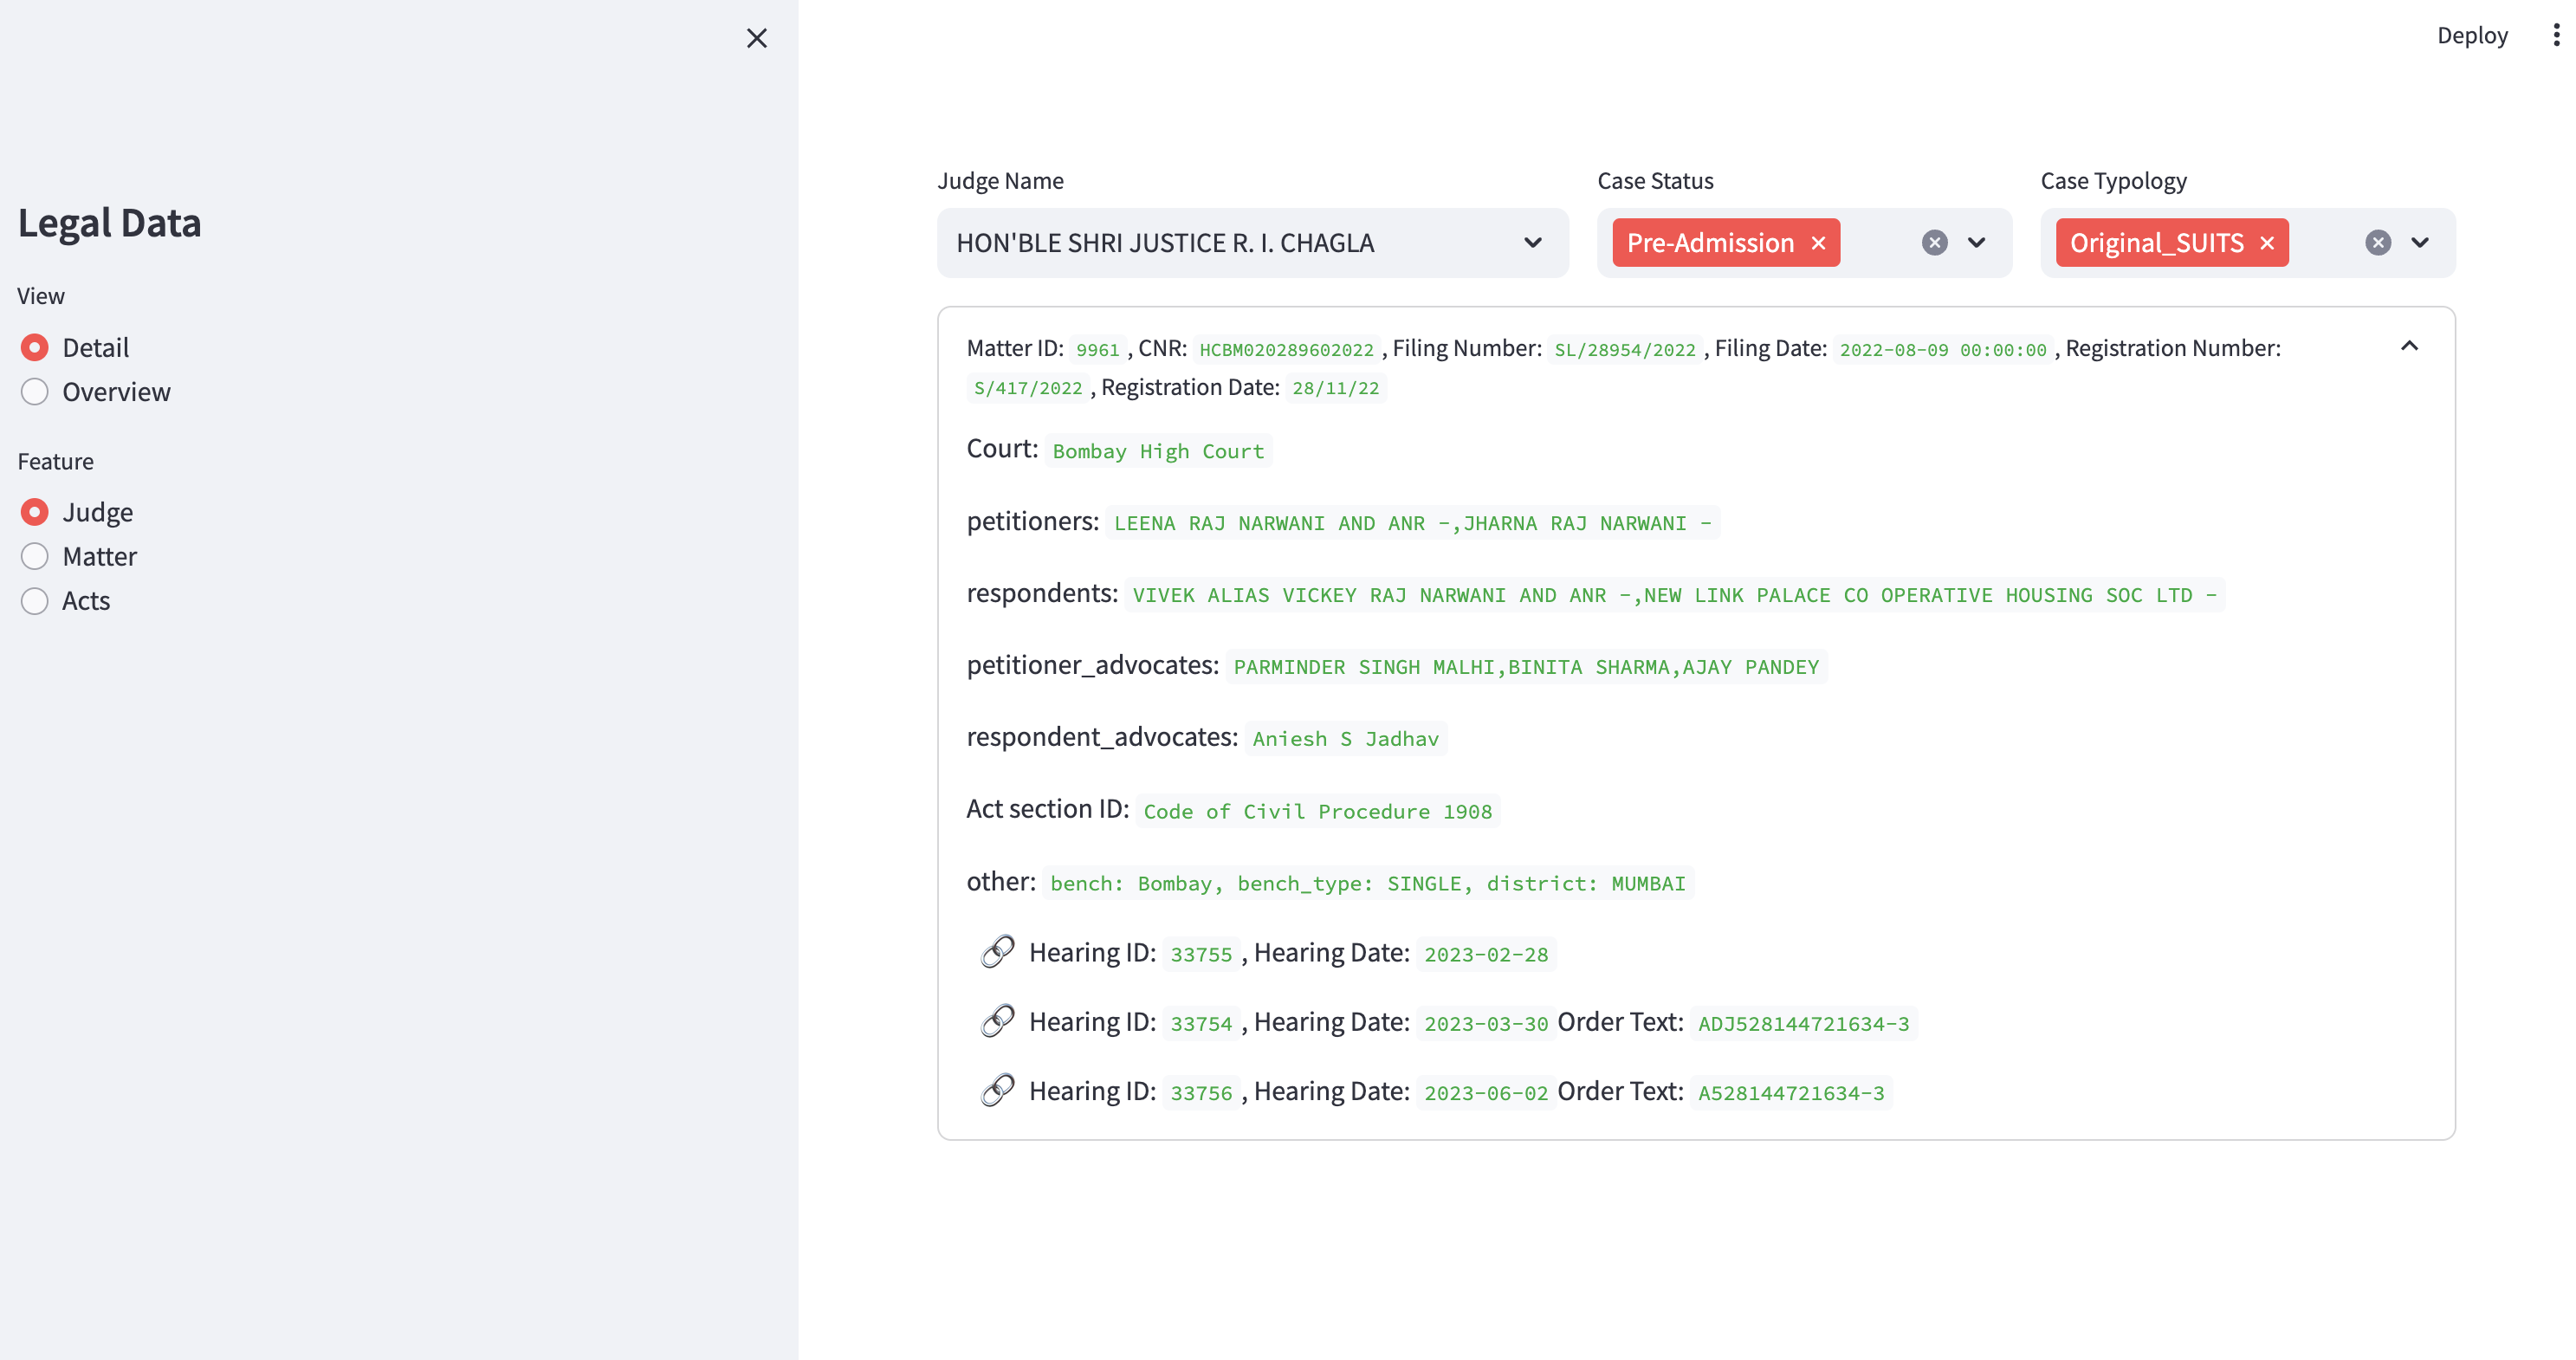 Deploy
Legal Data
View
Detail
Overview
Feature
Judge
Matter
Acts
Judge Name
HON'BLE SHRI JUSTICE R. I. CHAGLA
Case Status
Pre-Admission
Case Typology
Original_SUITS
Matter ID: 9961 , CNR: HCBM020289602022 , Filing Number: SL/28954/2022 , Filing Date: 2022-08-09 00:00:00 , Registration Number:
S/417/2022 , Registration Date: 28/11/22
Court: Bombay High Court
petitioners: LEENA RAJ NARWANI AND ANR -,JHARNA RAJ NARWANI -
respondents: VIVEK ALIAS VICKEY RAJ NARWANI AND ANR -,NEW LINK PALACE CO OPERATIVE HOUSING SOC LTD -
petitioner_advocates: PARMINDER SINGH MALHI,BINITA SHARMA,AJAY PANDEY
respondent_advocates: Aniesh S Jadhav
Act section ID: Code of Civil Procedure 1908
other: bench: Bombay, bench_type: SINGLE, district: MUMBAI
Hearing ID: 33755 , Hearing Date: 2023-02-28
Hearing ID: 33754 , Hearing Date: 2023-03-30 Order Text: ADJ528144721634-3
Hearing ID: 33756 , Hearing Date: 2023-06-02 Order Text: A528144721634-3